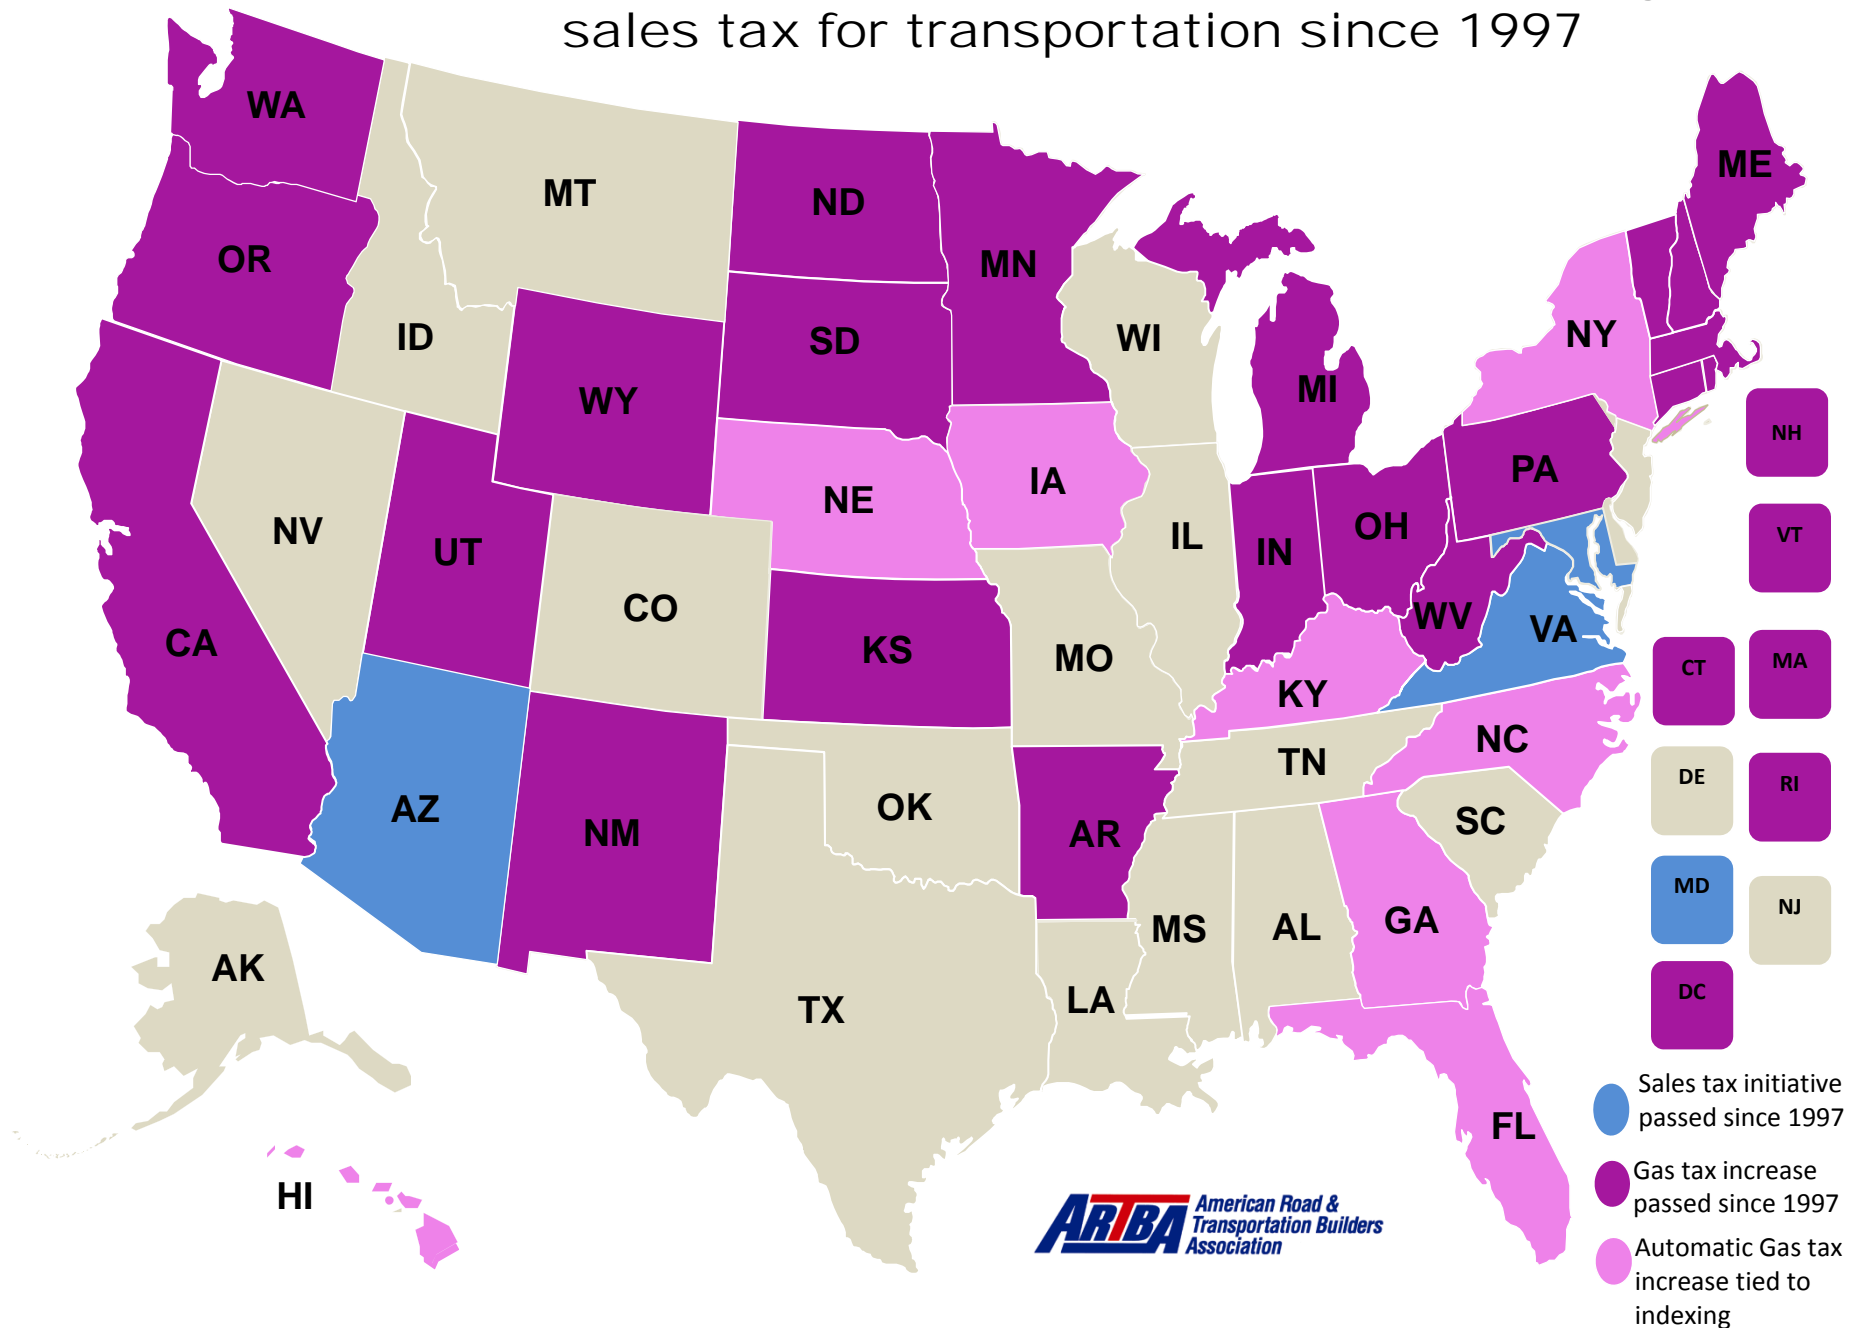 sales tax for transportation since 1997
WA
ME
MT
ND
OR
MN
NY
ID
WI
SD
MI
WY
NH
PA
IA
NE
OH
NV
IL
VT
UT
IN
CO
WV
VA
CA
KS
MO
CT
MA
KY
NC
TN
DE
RI
AZ
OK
SC
NM
AR
MD
NJ
GA
MS
AL
AK
DC
LA
TX
Sales tax initiative
passed since 1997
FL
Gas tax increase
passed since 1997
HI
ARTBA
American Road &
Transportation Builders
Association
Automatic Gas tax
increase tied to
indexing